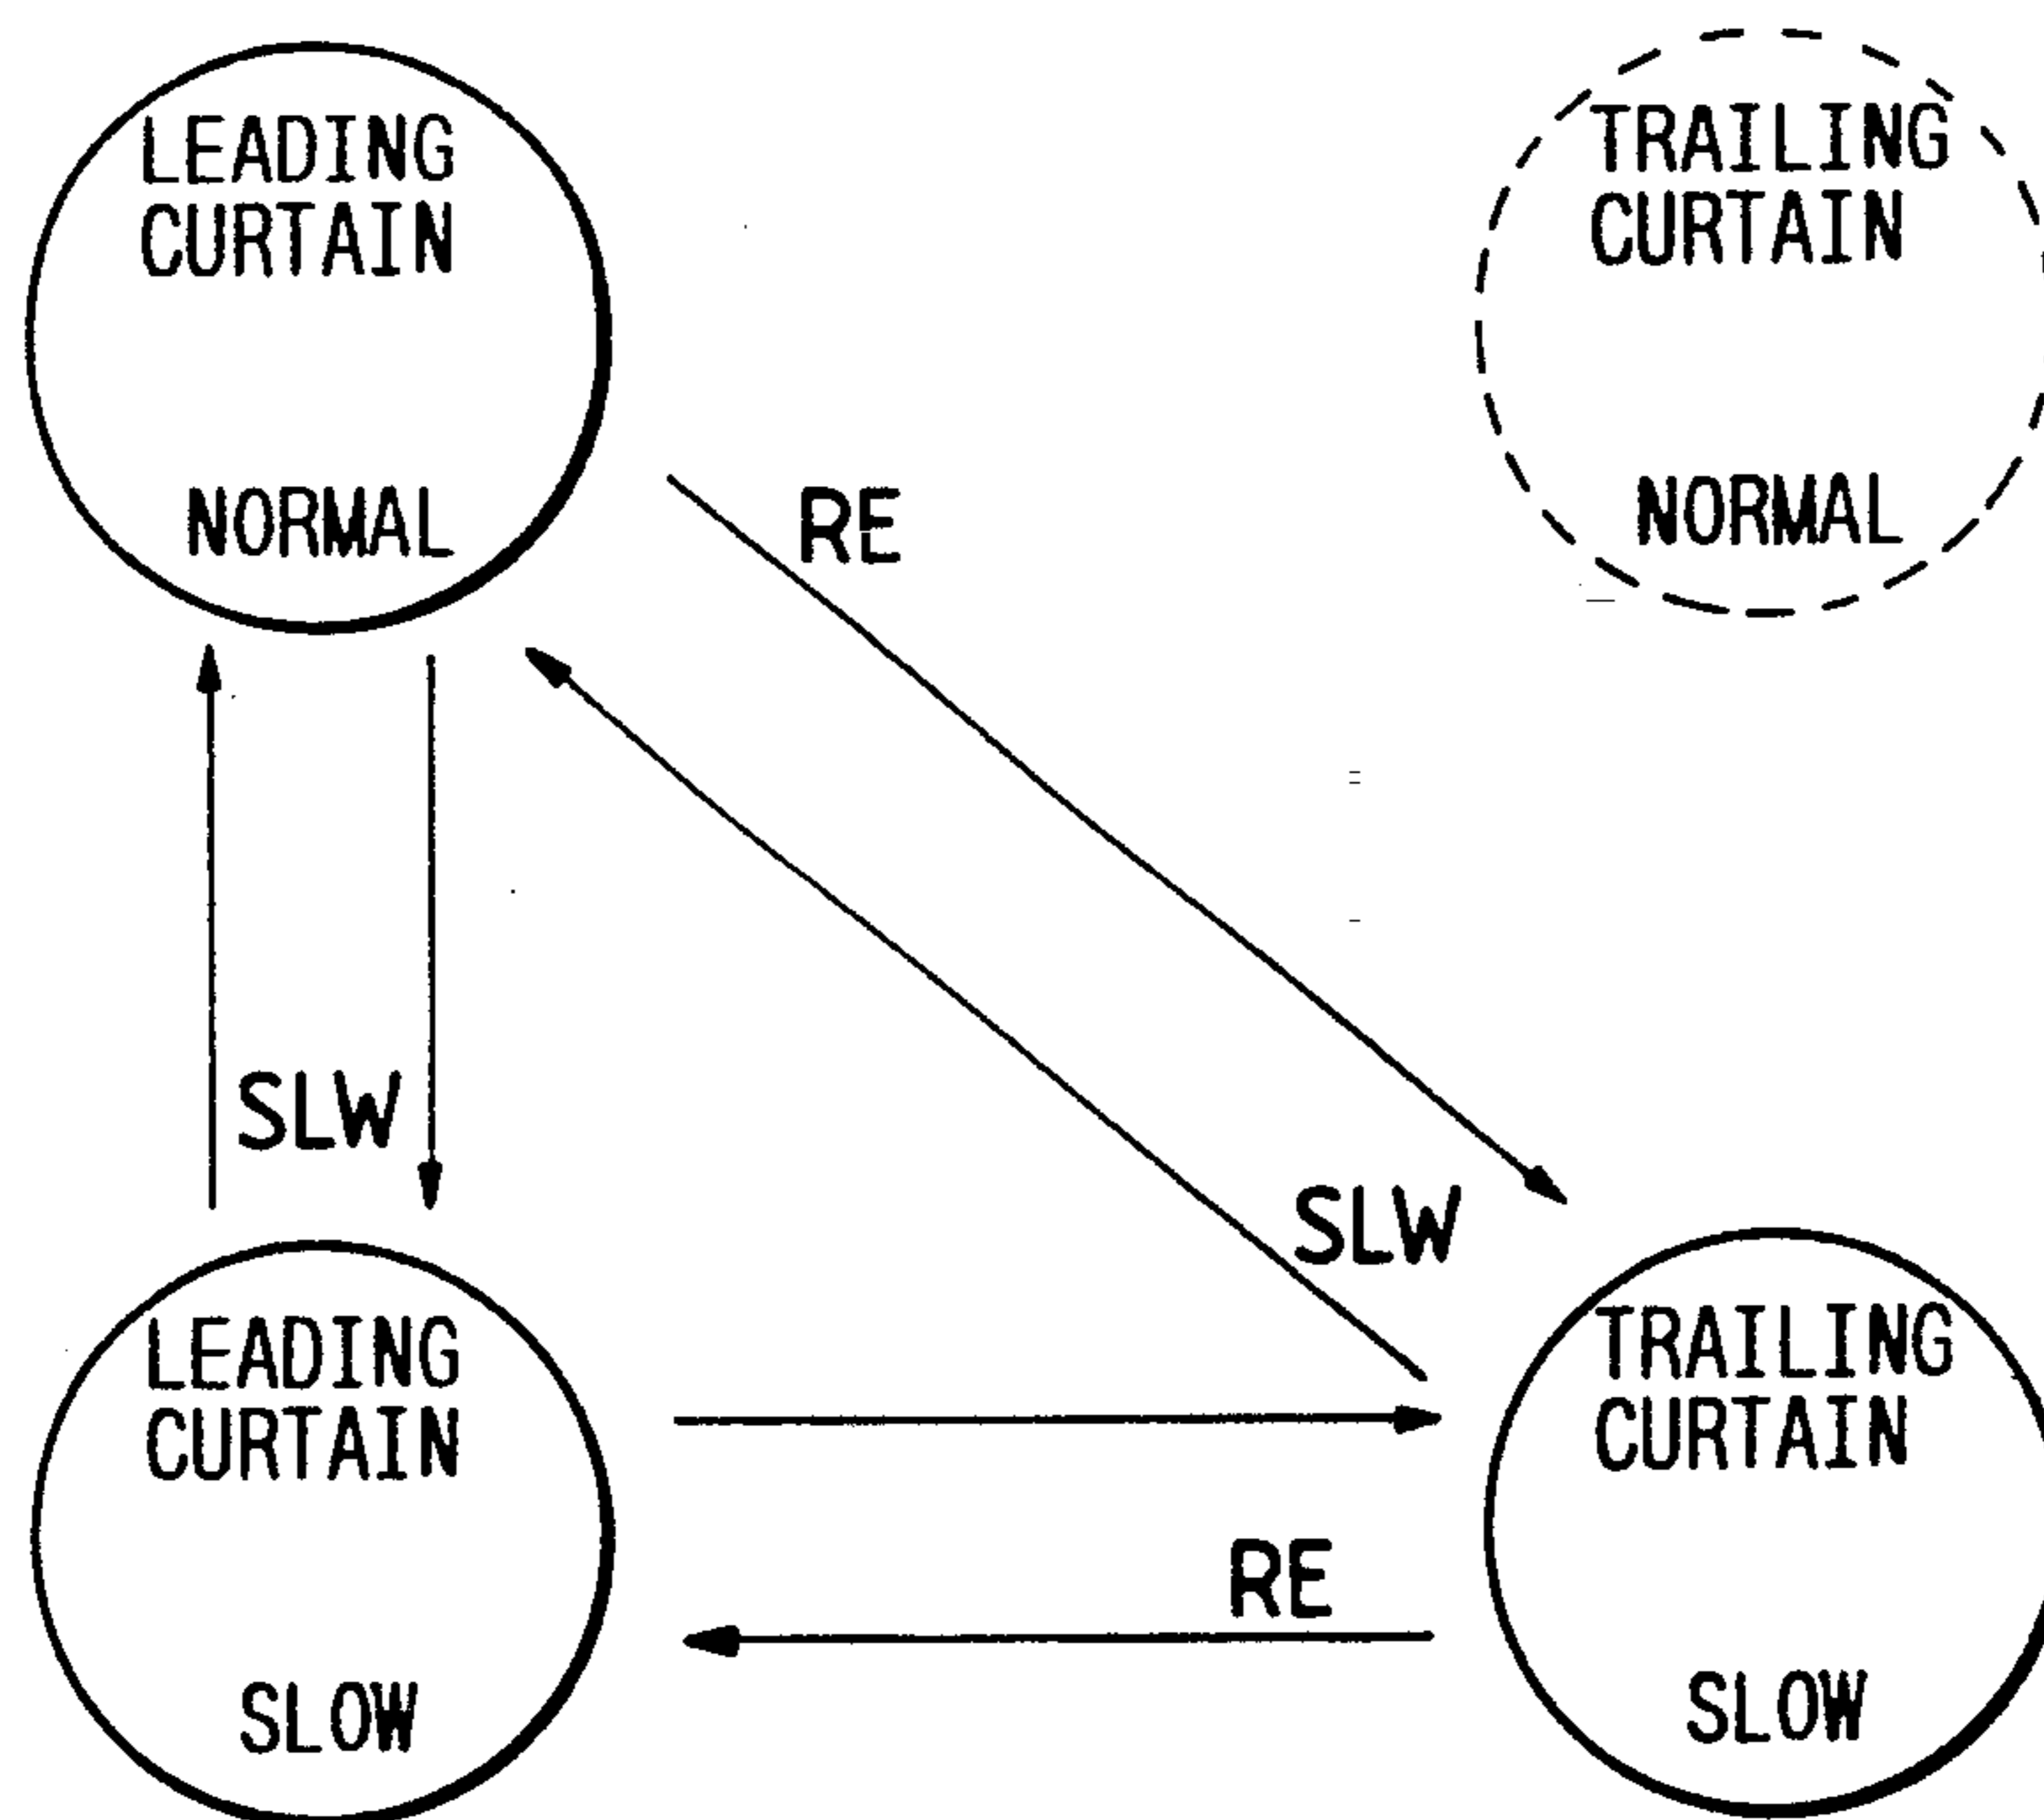 LEADING
CURTAIN
NORMAL
TRAILING
CURTAIN
NORMAL
RE
SLW
SLW
LEADING
CURTAIN
SLOW
RE
TRAILING
CURTAIN
SLOW